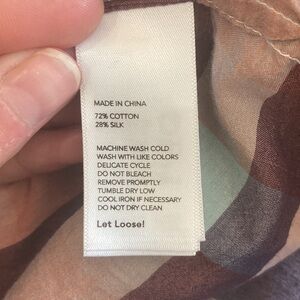 MADE IN CHINA
72% COTTON
28% SILK
MACHINE WASH COLD
WASH WITH LIKE COLORS
DELICATE CYCLE
DO NOT BLEACH
REMOVE PROMPTLY
TUMBLE DRY LOW
COOL IRON IF NECESSARY
DO NOT DRY CLEAN
Let Loose!